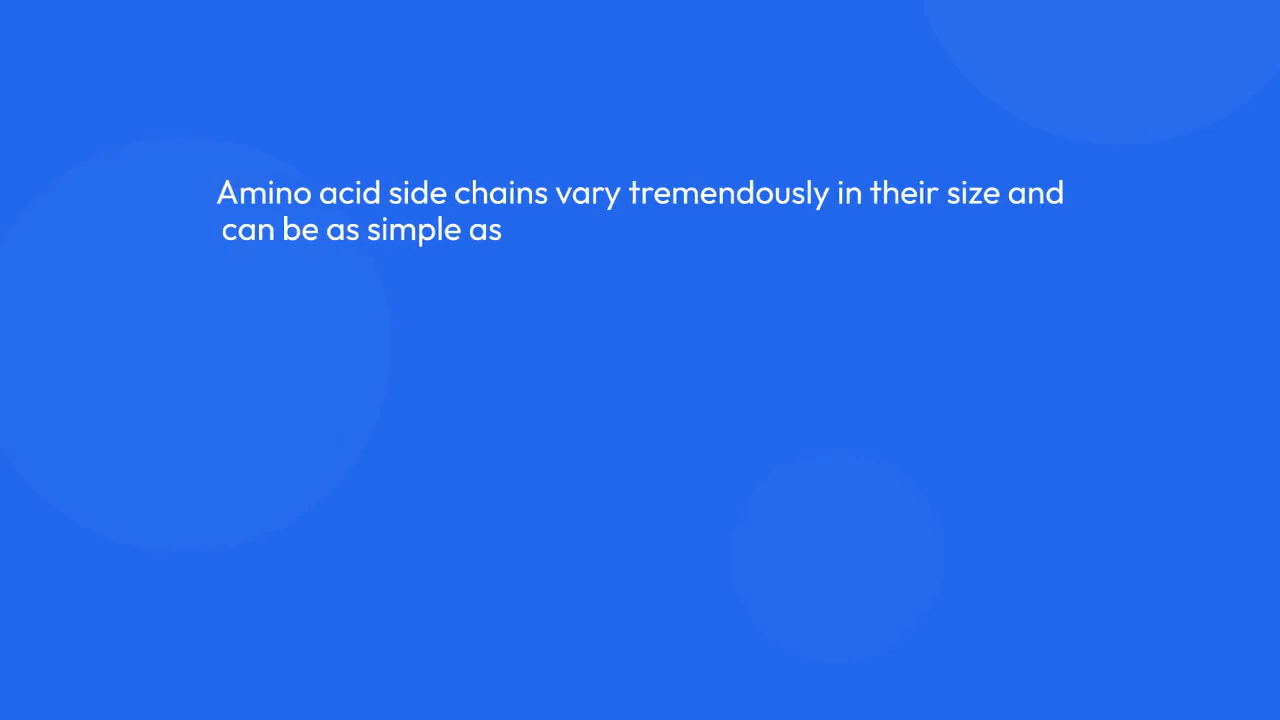 Amino acid side chains vary tremendously in their size and
can be as simple as